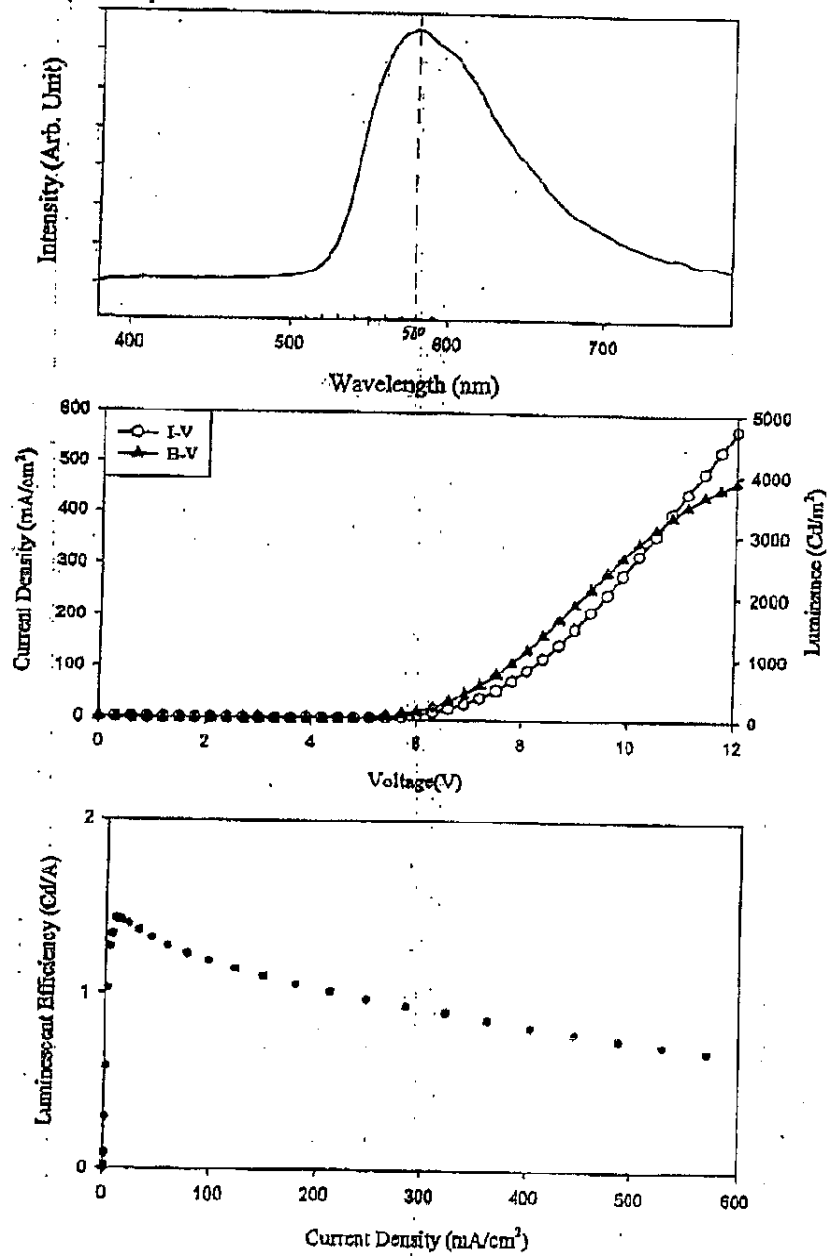 Intensity (Arb. Unit)
400 500 580 600 700
Wavelength (nm)
600
500
400
300
200
100
0
Current Density (mA/cm²)
I-V
B-V
5000
4000
3000
2000
1000
0
Luminance (Cd/m²)
0 2 4 6 8 10 12
Voltage(V)
2
1
0
Luminescent Efficiency (Cd/A)
0 100 200 300 400 500 600
Current Density (mA/cm²)